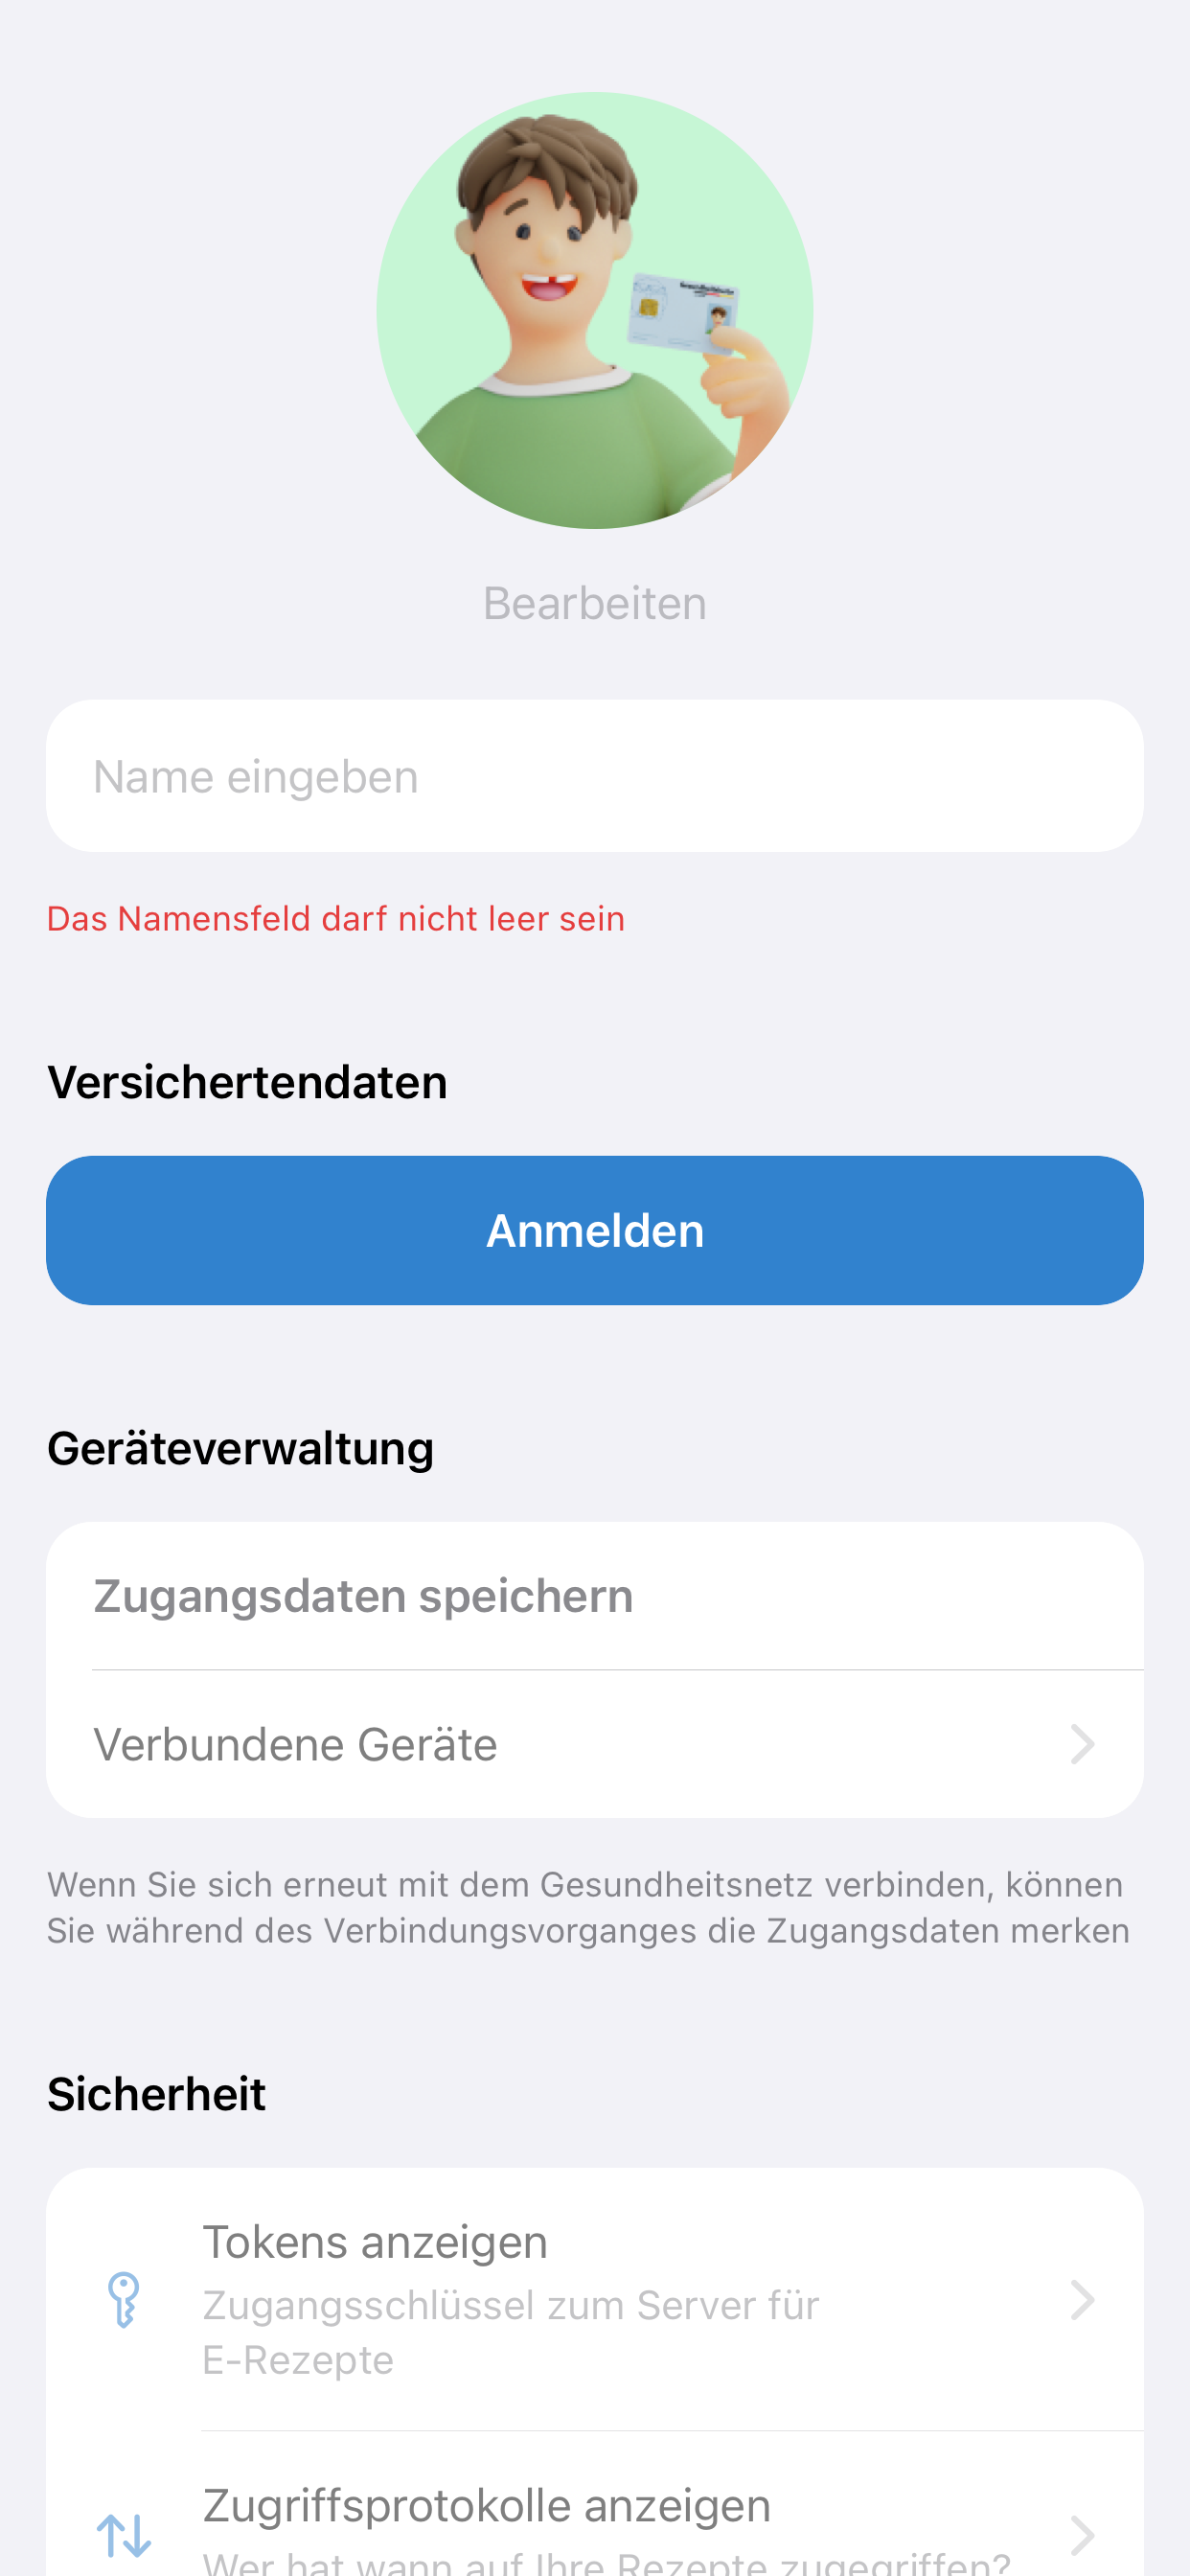 Bearbeiten
Name eingeben
Das Namensfeld darf nicht leer sein
Versichertendaten
Anmelden
Geräteverwaltung
Zugangsdaten speichern
Verbundene Geräte
Wenn Sie sich erneut mit dem Gesundheitsnetz verbinden, können
Sie während des Verbindungsvorganges die Zugangsdaten merken
Sicherheit
Tokens anzeigen
Zugangsschlüssel zum Server für
E-Rezepte
Zugriffsprotokolle anzeigen
Wer hat wann auf Ihre Rezepte zugegriffen?